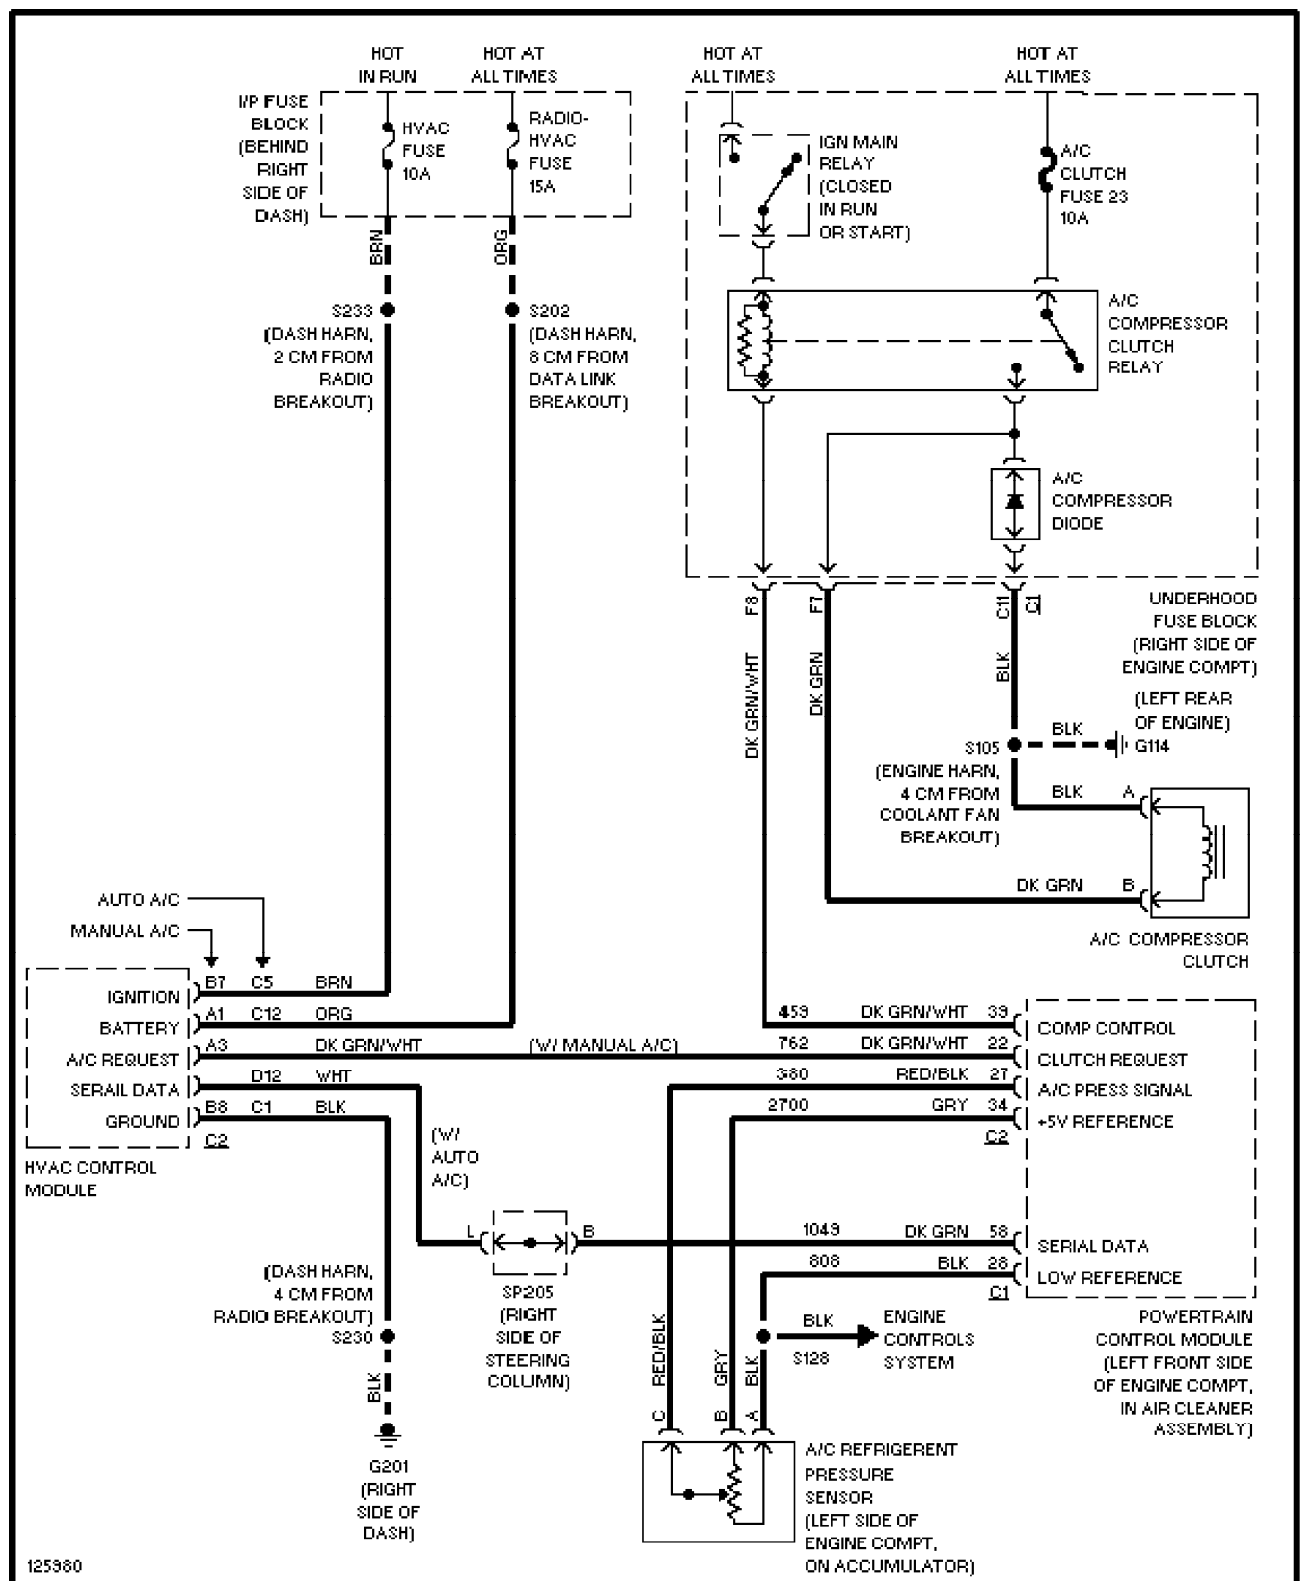 HOT
IN RUN
HOT AT
ALL TIMES
HOT AT
ALL TIMES
HOT AT
ALL TIMES
I/P FUSE
BLOCK
(BEHIND
RIGHT
SIDE OF
DASH)
HVAC
FUSE
10A
RADIO-
HVAC
FUSE
15A
IGN MAIN
RELAY
(CLOSED
IN RUN
OR START)
A/C
CLUTCH
FUSE 23
10A
BRN
ORG
S233
(DASH HARN,
2 CM FROM
RADIO
BREAKOUT)
S202
(DASH HARN,
8 CM FROM
DATA LINK
BREAKOUT)
A/C
COMPRESSOR
CLUTCH
RELAY
A/C
COMPRESSOR
DIODE
F8
F7
C11
C1
UNDERHOOD
FUSE BLOCK
(RIGHT SIDE OF
ENGINE COMPT)
DK GRN/WHT
DK GRN
BLK
(LEFT REAR
OF ENGINE)
G114
BLK
S105
(ENGINE HARN,
4 CM FROM
COOLANT FAN
BREAKOUT)
BLK A
DK GRN B
A/C COMPRESSOR
CLUTCH
AUTO A/C
MANUAL A/C
IGNITION B7 C5 BRN
BATTERY A1 C12 ORG
A/C REQUEST A3 DK GRN/WHT (W/ MANUAL A/C)
SERAIL DATA D12 WHT
GROUND B8 C1 BLK
C2
HVAC CONTROL
MODULE
459 DK GRN/WHT 39 COMP CONTROL
762 DK GRN/WHT 22 CLUTCH REQUEST
380 RED/BLK 27 A/C PRESS SIGNAL
2700 GRY 34 +5V REFERENCE
C2
(W/
AUTO
A/C)
L
B
1049 DK GRN 58 SERIAL DATA
808 BLK 28 LOW REFERENCE
C1
SP205
(RIGHT
SIDE OF
STEERING
COLUMN)
(DASH HARN,
4 CM FROM
RADIO BREAKOUT)
S230
BLK
G201
(RIGHT
SIDE OF
DASH)
POWERTRAIN
CONTROL MODULE
(LEFT FRONT SIDE
OF ENGINE COMPT,
IN AIR CLEANER
ASSEMBLY)
BLK
S128
ENGINE
CONTROLS
SYSTEM
RED/BLK
GRY
BLK
C
B
A
A/C REFRIGERENT
PRESSURE
SENSOR
(LEFT SIDE OF
ENGINE COMPT,
ON ACCUMULATOR)
125980